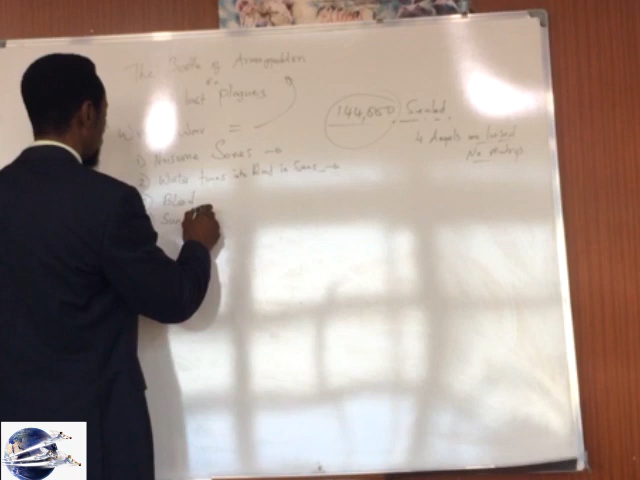 The Battle of Armageddon
last plagues
144,000 Sealed.
4 Angels are loosed
No
1) Noisome Sores →
2) Water turns into Blood in Seas →
Blood